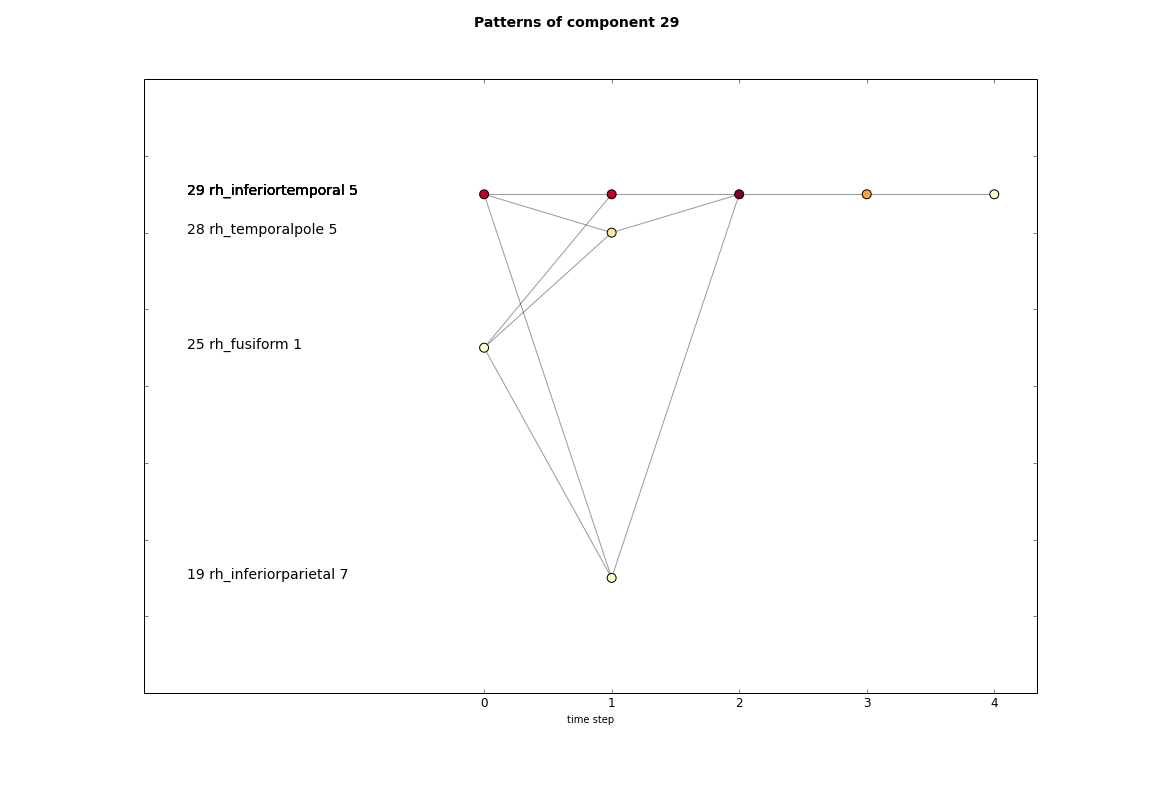 Patterns of component 29
29 rh_inferiortemporal 5
28 rh_temporalpole 5
25 rh_fusiform 1
19 rh_inferiorparietal 7
0 1 2 3 4
time step